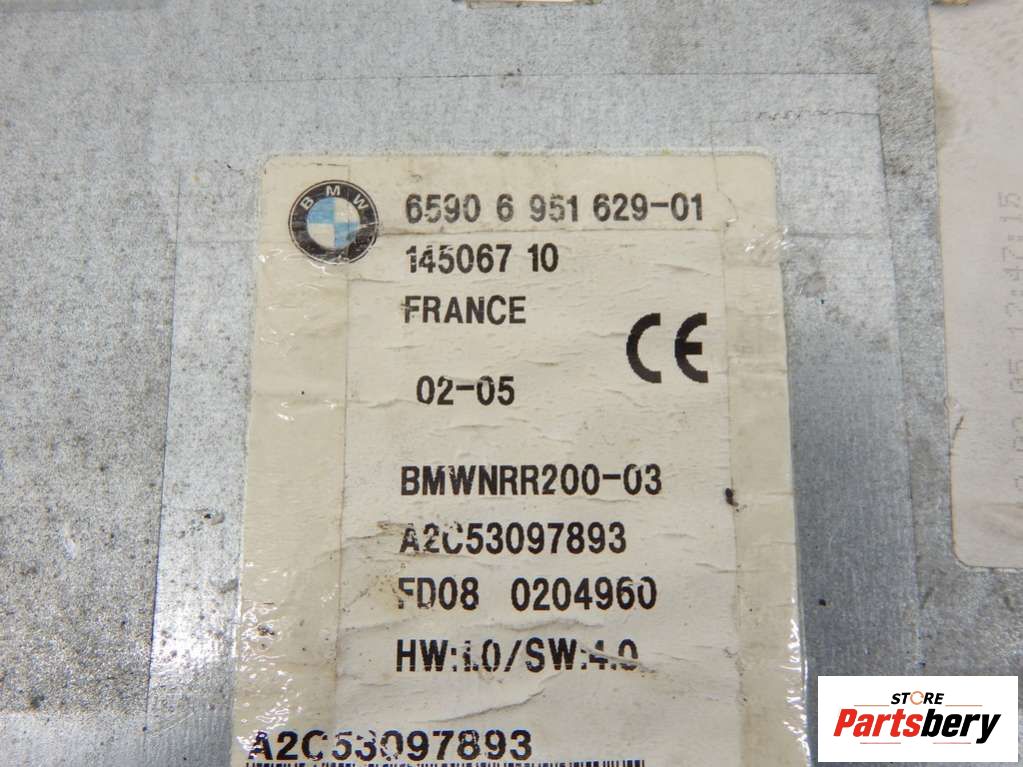 BMW
6590 6 951 629-01
145067 10
FRANCE
CE
02-05
BMWNRR200-03
A2C53097893
FD08 0204960
HW:1.0/SW:4.0
A2C53097893
STORE
Partsbery